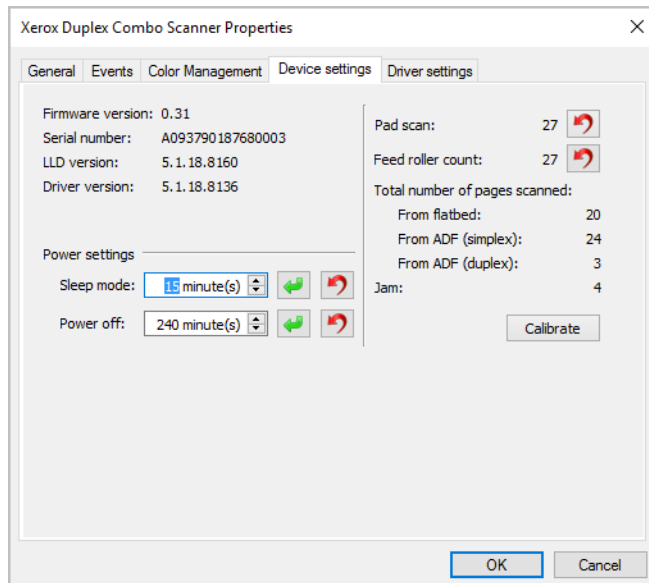 Xerox Duplex Combo Scanner Properties
General Events Color Management Device settings Driver settings
Firmware version: 0.31
Serial number: A093790187680003
LLD version: 5.1.18.8160
Driver version: 5.1.18.8136
Power settings
Sleep mode: 15 minute(s)
Power off: 240 minute(s)
Pad scan: 27
Feed roller count: 27
Total number of pages scanned:
From flatbed: 20
From ADF (simplex): 24
From ADF (duplex): 3
Jam: 4
Calibrate
OK Cancel